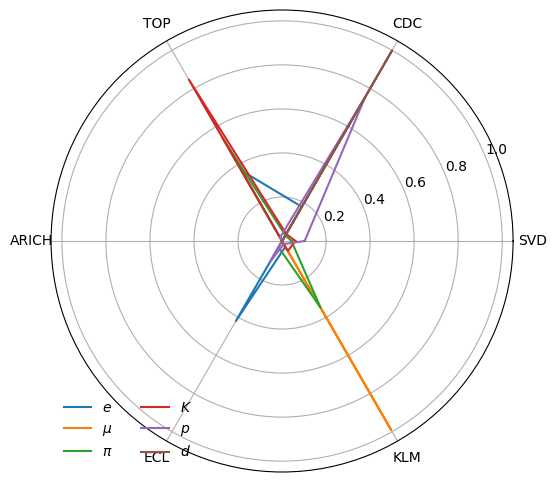 TOP CDC
1.0
0.8
0.6
0.4
0.2
ARICH SVD
e K
μ p
π d
ECL KLM